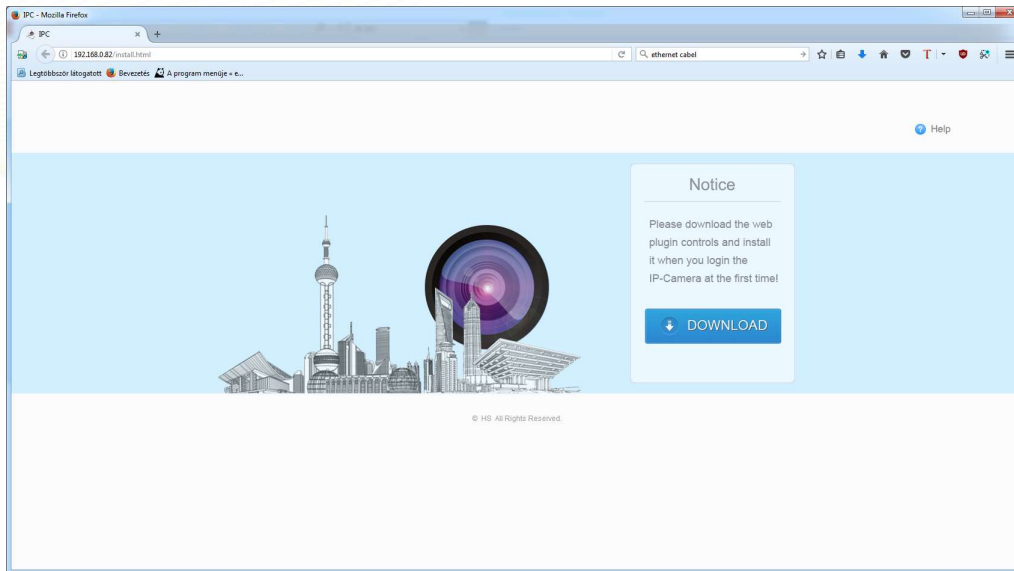 IPC - Mozilla Firefox
IPC
192.168.0.82/install.html
ethernet cabel
Legtöbbször látogatott
Bevezetés
A program menüje « e...
Help
Notice
Please download the web
plugin controls and install
it when you login the
IP-Camera at the first time!
DOWNLOAD
© HS All Rights Reserved.